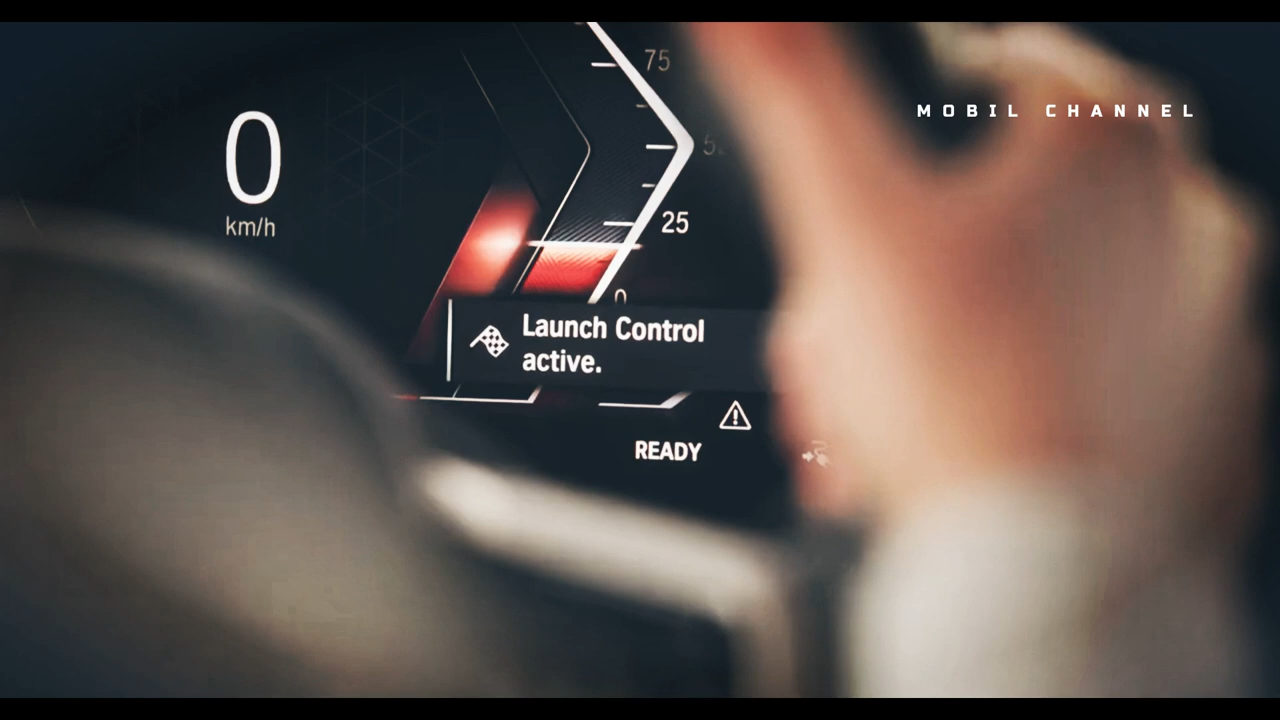 MOBIL CHANNEL
75
0
km/h
25
0
Launch Control
active.
READY